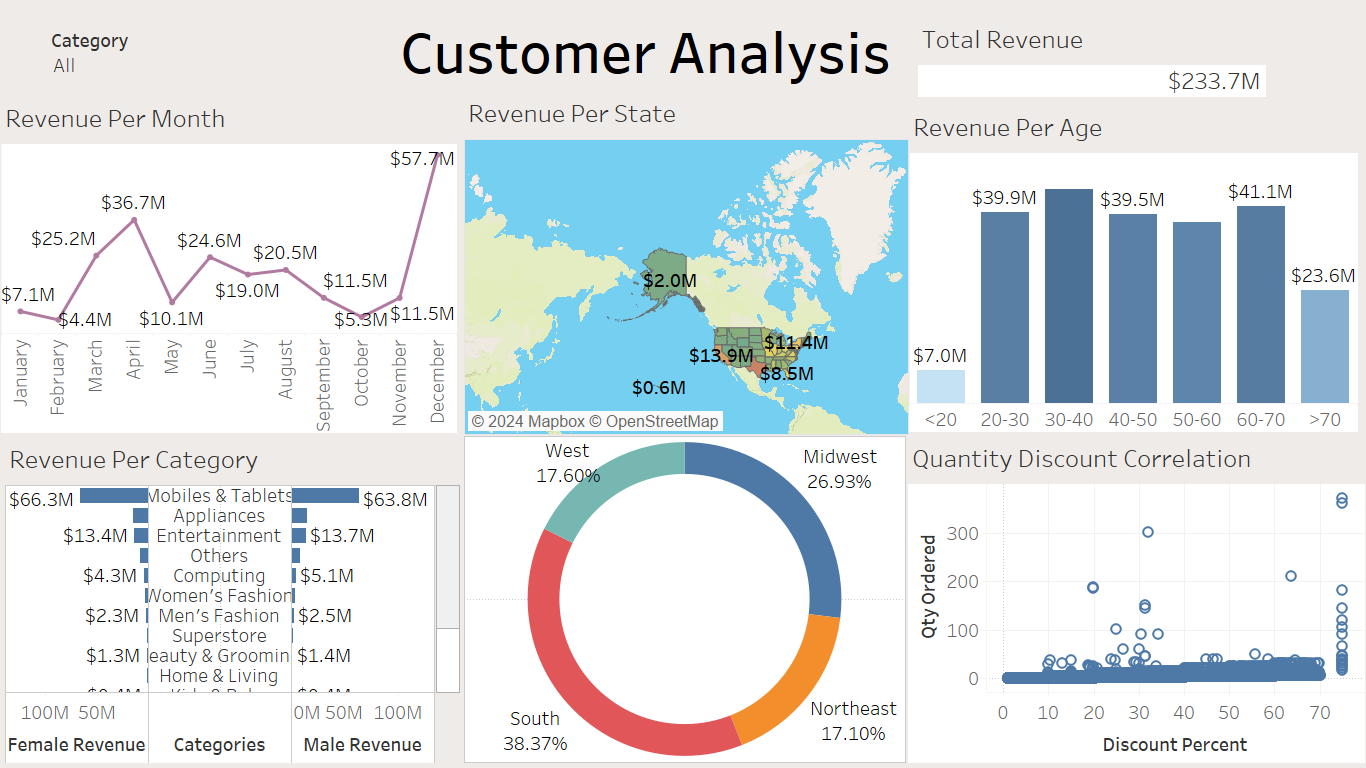 Category
All
Customer Analysis
Total Revenue
$233.7M
Revenue Per Month
$57.7M
$36.7M
$25.2M
$24.6M
$20.5M
$19.0M
$11.5M
$7.1M
$4.4M
$10.1M
$5.3M
$11.5M
January
February
March
April
May
June
July
August
September
October
November
December
Revenue Per State
$2.0M
$11.4M
$13.9M
$8.5M
$0.6M
© 2024 Mapbox © OpenStreetMap
Revenue Per Age
$39.9M
$39.5M
$41.1M
$23.6M
$7.0M
<20
20-30
30-40
40-50
50-60
60-70
>70
Revenue Per Category
$66.3M
Mobiles & Tablets
$63.8M
Appliances
$13.4M
Entertainment
$13.7M
Others
$4.3M
Computing
$5.1M
Women's Fashion
$2.3M
Men's Fashion
$2.5M
Superstore
$1.3M
eauty & Groomin
$1.4M
Home & Living
100M 50M
0M 50M 100M
Female Revenue
Categories
Male Revenue
West
17.60%
Midwest
26.93%
South
38.37%
Northeast
17.10%
Quantity Discount Correlation
Qty Ordered
300
200
100
0
0 10 20 30 40 50 60 70
Discount Percent